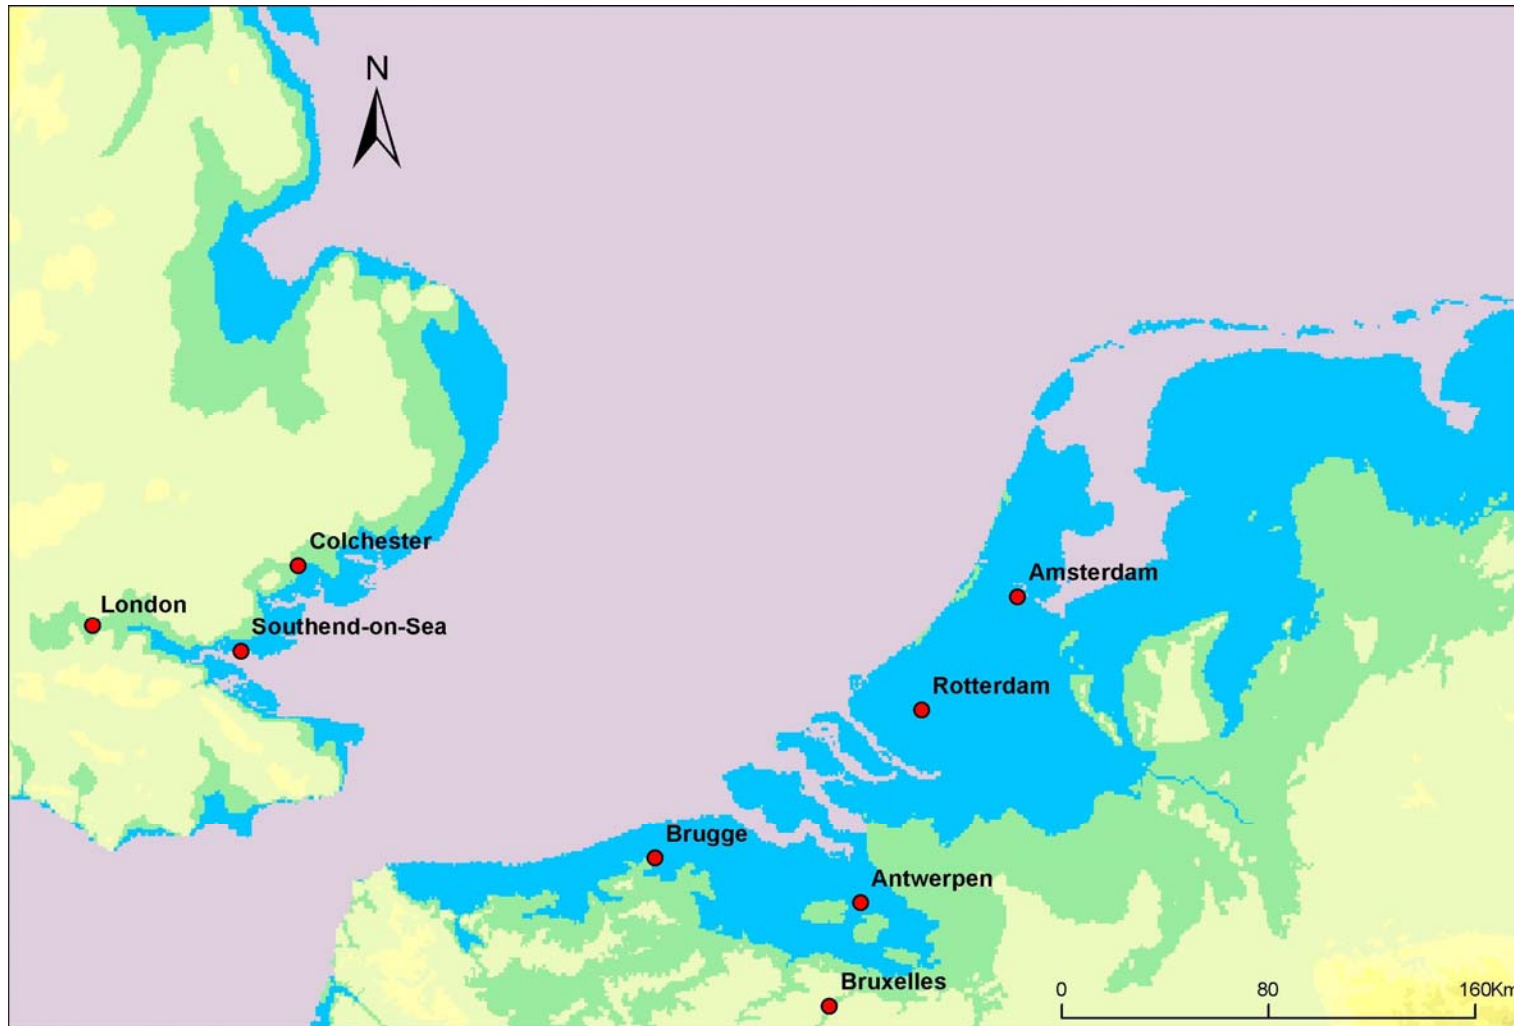 N
Colchester
London
Southend-on-Sea
Amsterdam
Rotterdam
Brugge
Antwerpen
Bruxelles
0 80 160Km